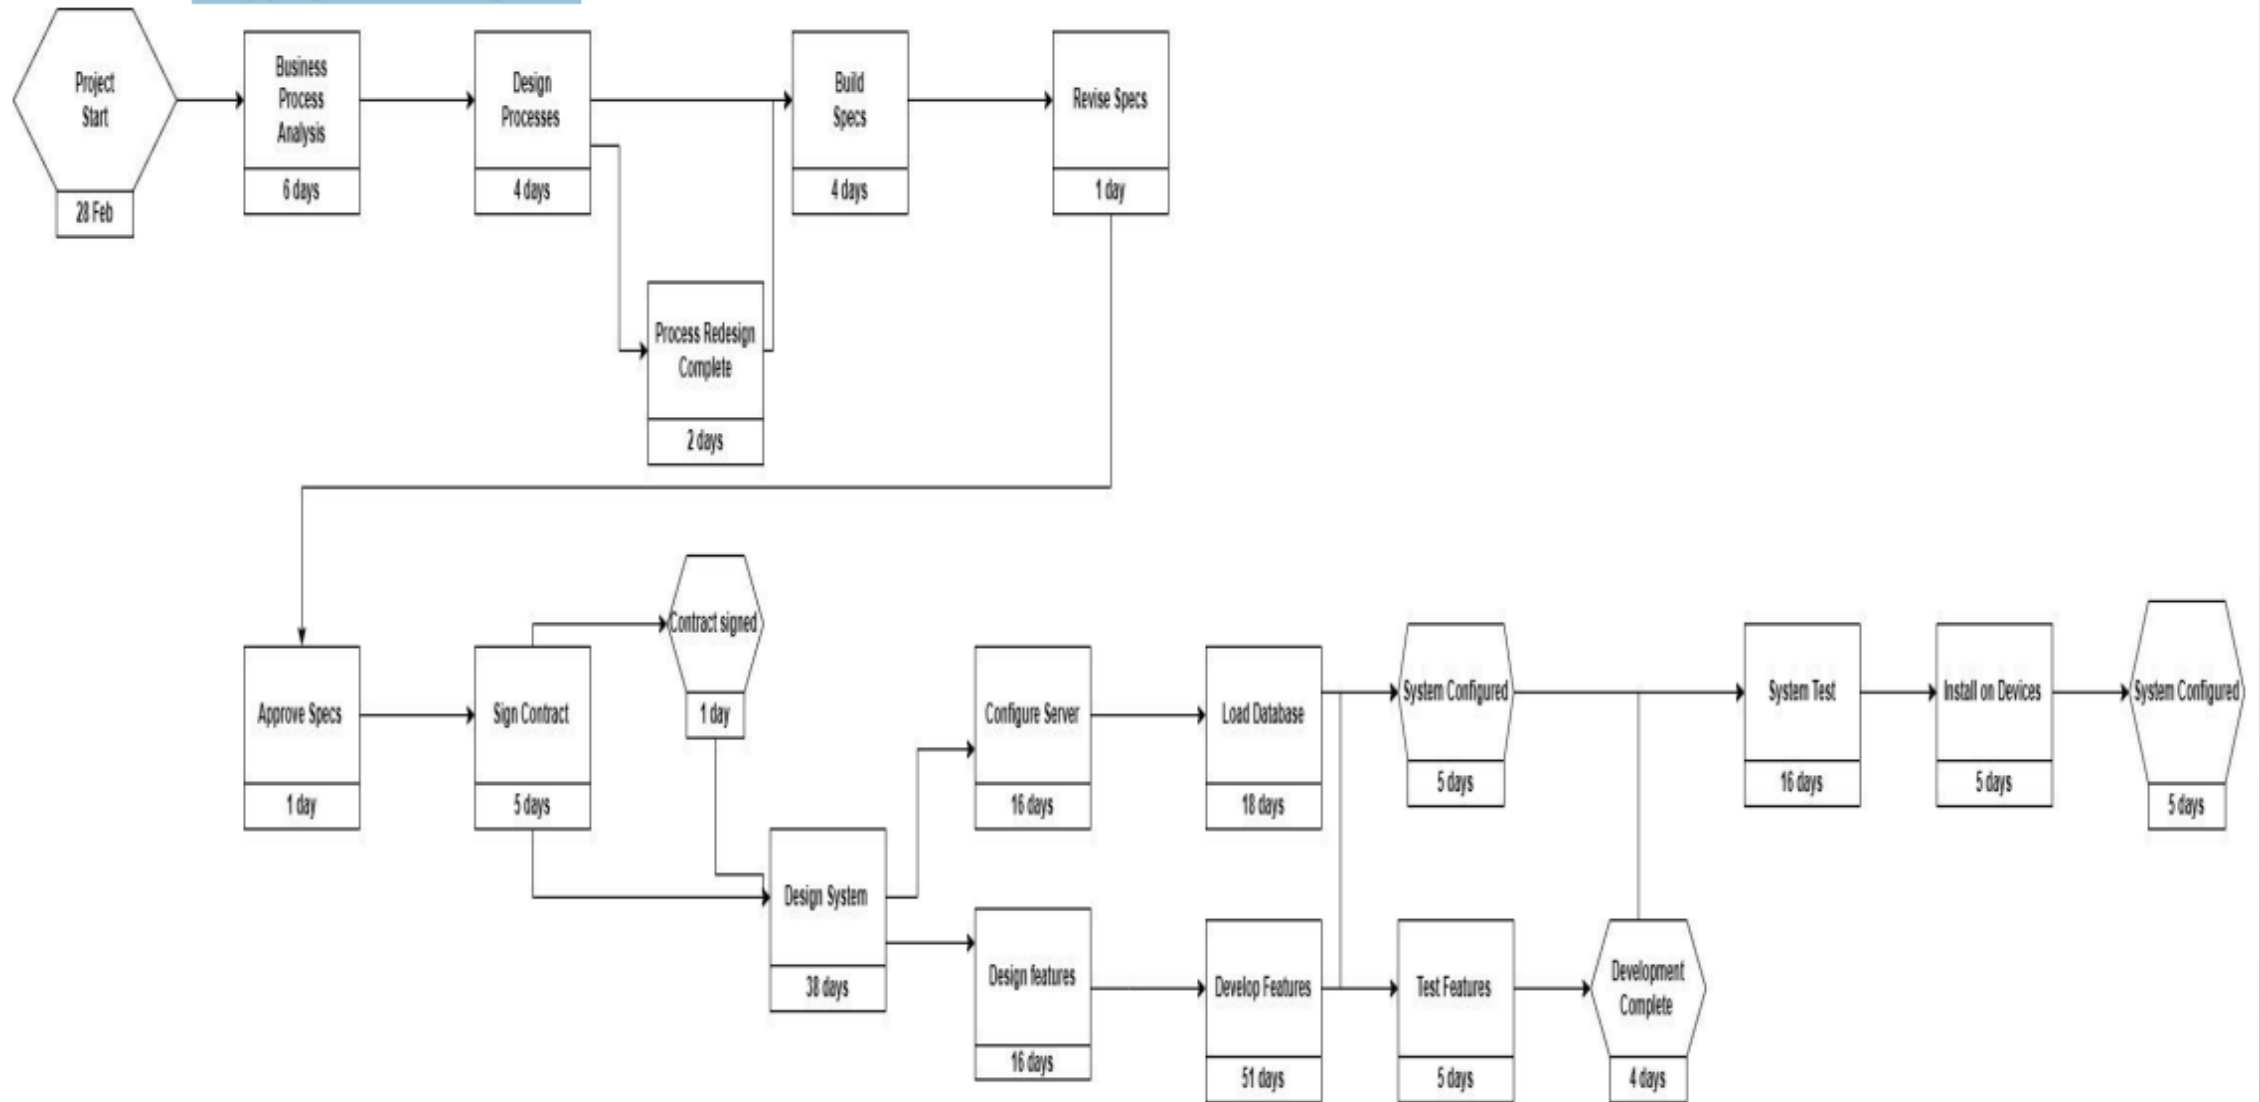 Project
Start
28 Feb
Business
Process
Analysis
6 days
Design
Processes
4 days
Build
Specs
4 days
Revise Specs
1 day
Process Redesign
Complete
2 days
Approve Specs
1 day
Sign Contract
5 days
Contract signed
1 day
Design System
38 days
Configure Server
16 days
Load Database
18 days
System Configured
5 days
System Test
16 days
Install on Devices
5 days
System Configured
5 days
Design features
16 days
Develop Features
51 days
Test Features
5 days
Development
Complete
4 days